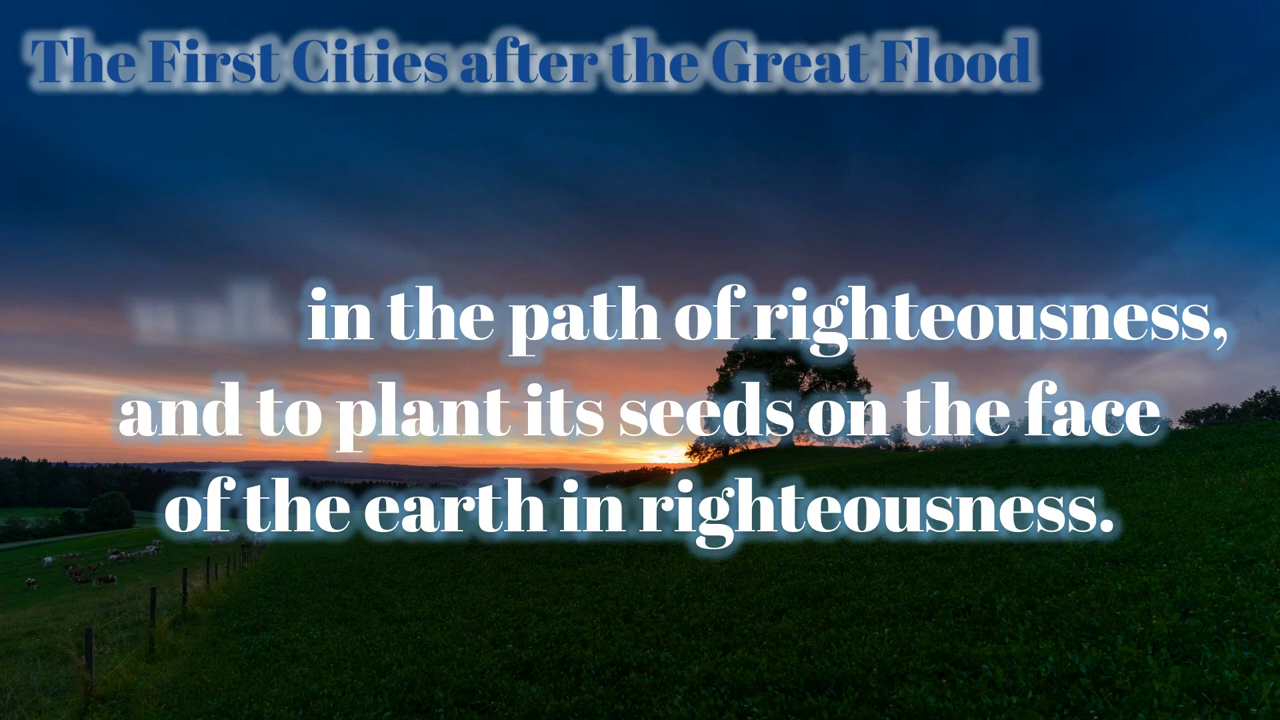 The First Cities after the Great Flood
walk in the path of righteousness,
and to plant its seeds on the face
of the earth in righteousness.